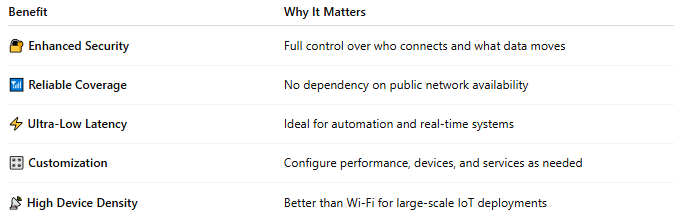 Benefit Why It Matters
🔐 Enhanced Security Full control over who connects and what data moves
📶 Reliable Coverage No dependency on public network availability
⚡ Ultra-Low Latency Ideal for automation and real-time systems
🎛️ Customization Configure performance, devices, and services as needed
📡 High Device Density Better than Wi-Fi for large-scale IoT deployments